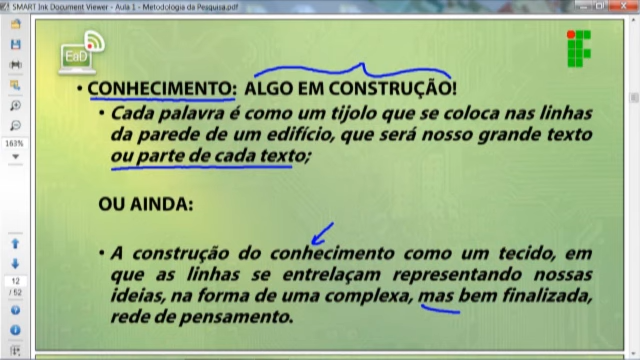 SMART Ink Document Viewer - Aula 1 - Metodologia da Pesquisa.pdf
EaD
• CONHECIMENTO: ALGO EM CONSTRUÇÃO!
• Cada palavra é como um tijolo que se coloca nas linhas
da parede de um edifício, que será nosso grande texto
ou parte de cada texto;
163%
OU AINDA:
• A construção do conhecimento como um tecido, em
que as linhas se entrelaçam representando nossas
12
/ 52
ideias, na forma de uma complexa, mas bem finalizada,
rede de pensamento.